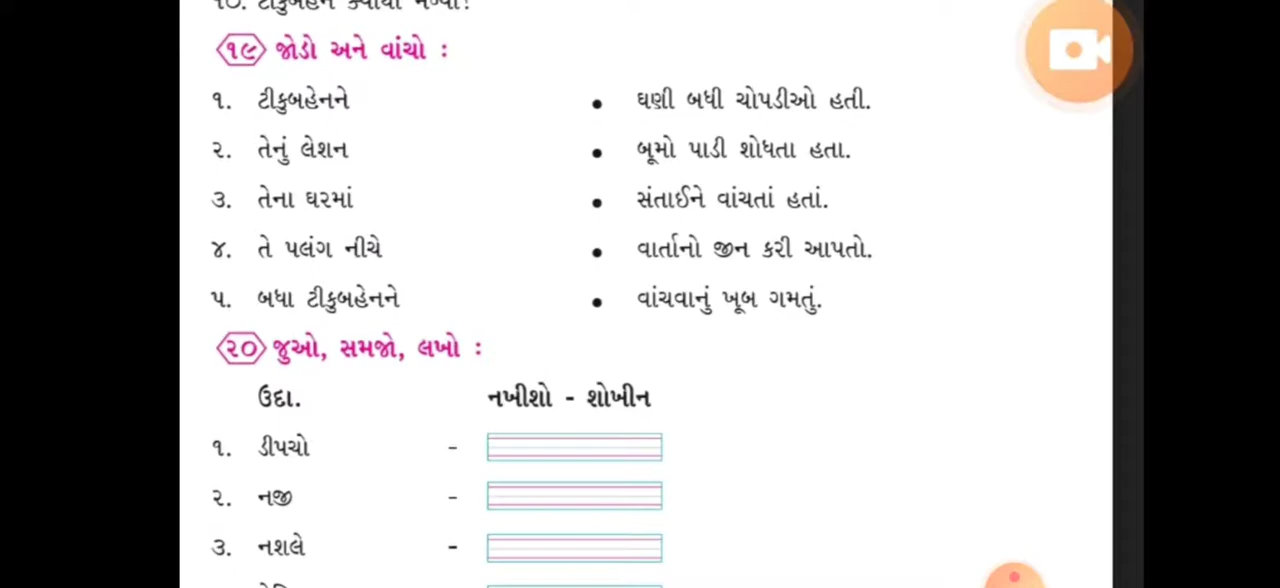 ૧૯ જોડો અને વાંચો :
૧. ટીકુબહેનને • ઘણી બધી ચોપડીઓ હતી.
૨. તેનું લેશન • બૂમો પાડી શોધતા હતા.
૩. તેના ઘરમાં • સંતાઈને વાંચતાં હતાં.
૪. તે પલંગ નીચે • વાર્તાનો જીન કરી આપતો.
૫. બધા ટીકુબહેનને • વાંચવાનું ખૂબ ગમતું.
૨૦ જુઓ, સમજો, લખો :
ઉદા. નખીશો - શોખીન
૧. ડીપચો -
૨. નજી -
૩. નશલે -